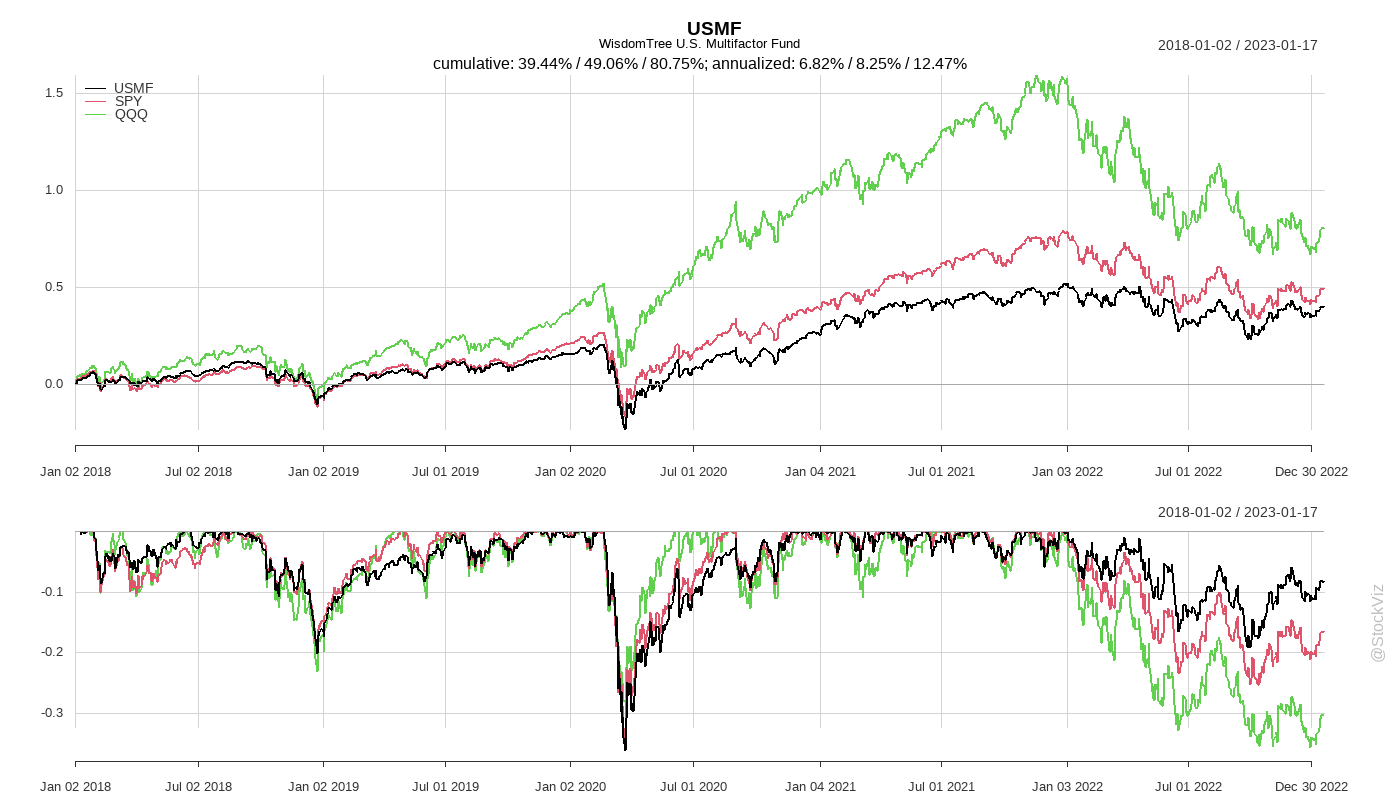 USMF
WisdomTree U.S. Multifactor Fund
2018-01-02 / 2023-01-17
cumulative: 39.44% / 49.06% / 80.75%; annualized: 6.82% / 8.25% / 12.47%
USMF
SPY
QQQ
1.5
1.0
0.5
0.0
Jan 02 2018 Jul 02 2018 Jan 02 2019 Jul 01 2019 Jan 02 2020 Jul 01 2020 Jan 04 2021 Jul 01 2021 Jan 03 2022 Jul 01 2022 Dec 30 2022
2018-01-02 / 2023-01-17
-0.1
-0.2
-0.3
Jan 02 2018 Jul 02 2018 Jan 02 2019 Jul 01 2019 Jan 02 2020 Jul 01 2020 Jan 04 2021 Jul 01 2021 Jan 03 2022 Jul 01 2022 Dec 30 2022
@StockViz